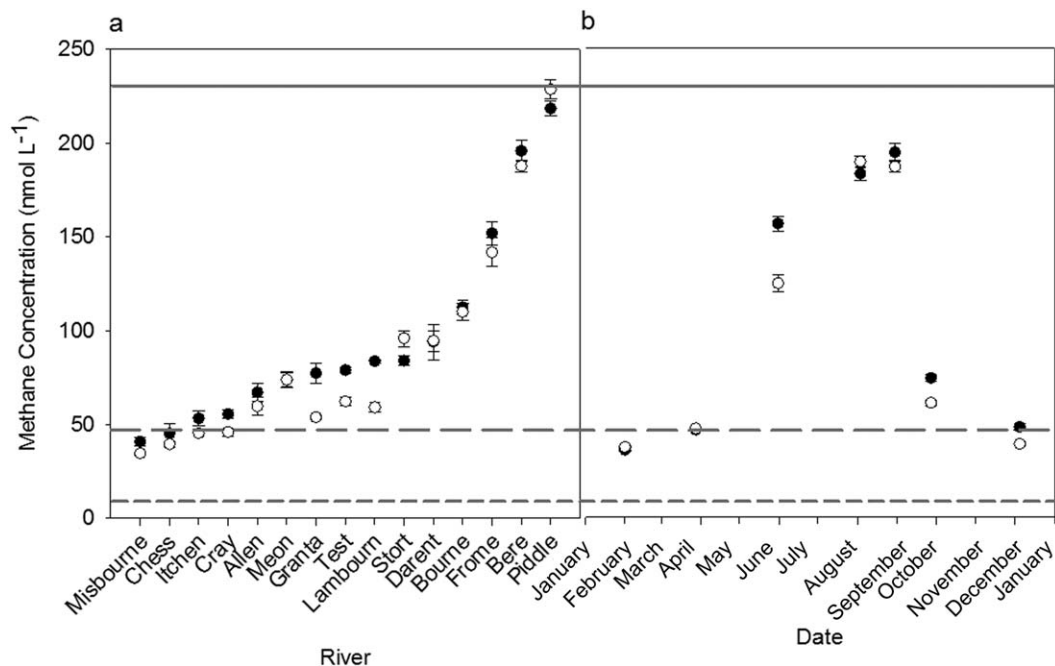 a
b
Methane Concentration (nmol L⁻¹)
250
200
150
100
50
0
Misbourne
Chess
Itchen
Cray
Allen
Meon
Granta
Test
Lambourn
Stort
Darent
Bourne
Frome
Bere
Piddle
River
January
February
March
April
May
June
July
August
September
October
November
December
January
Date